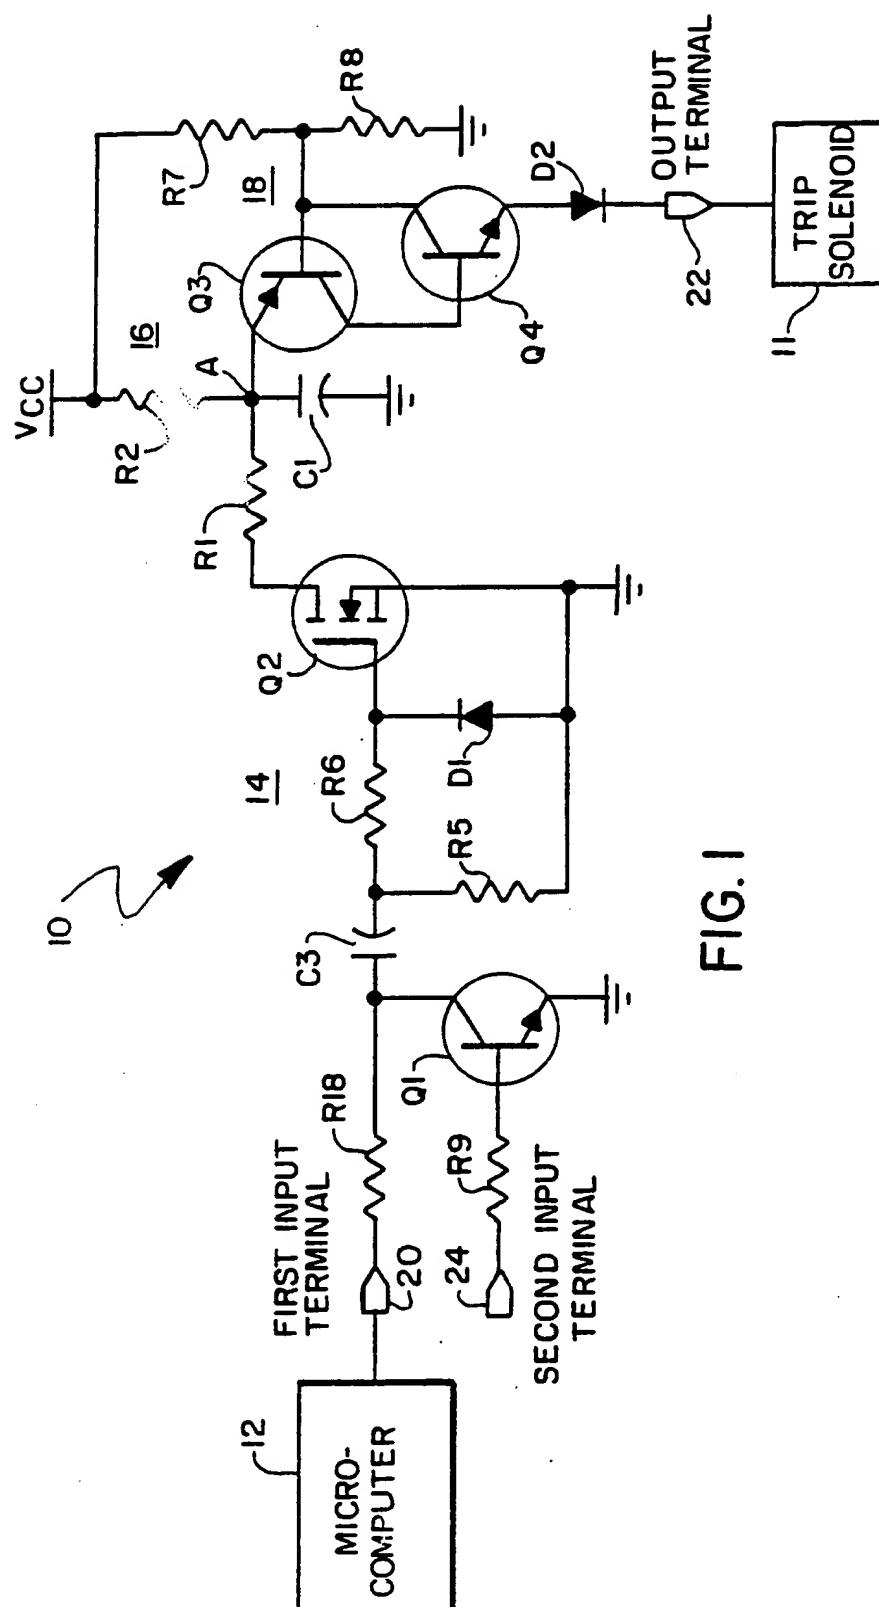 10
12
MICRO-
COMPUTER
FIRST INPUT
TERMINAL
20
R18
24
SECOND INPUT
TERMINAL
R9
Q1
C3
14
R6
R5
D1
Q2
R1
VCC
R2
16
A
C1
Q3
R7
18
R8
Q4
D2
OUTPUT
TERMINAL
22
TRIP
SOLENOID
11
FIG. 1